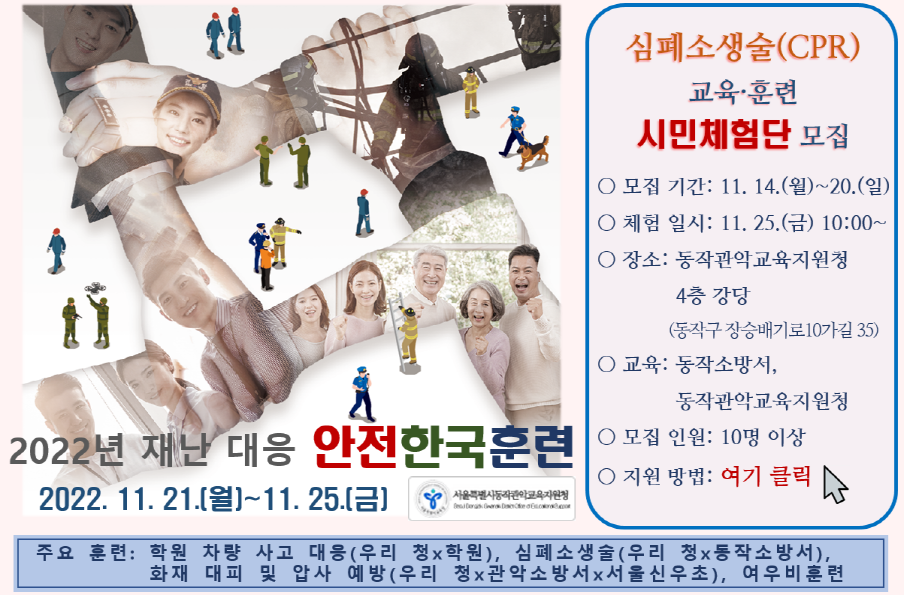 심폐소생술(CPR)
교육·훈련
시민체험단 모집
○ 모집 기간: 11. 14.(월)~20.(일)
○ 체험 일시: 11. 25.(금) 10:00~
○ 장소: 동작관악교육지원청
4층 강당
(동작구 장승배기로10가길 35)
○ 교육: 동작소방서,
동작관악교육지원청
○ 모집 인원: 10명 이상
○ 지원 방법: 여기 클릭
2022년 재난 대응 안전한국훈련
2022. 11. 21.(월)~11. 25.(금)
서울특별시동작관악교육지원청
Seoul Dongjak Gwanak District Office of Educational Support
주요 훈련: 학원 차량 사고 대응(우리 청x학원), 심폐소생술(우리 청x동작소방서),
화재 대피 및 압사 예방(우리 청x관악소방서x서울신우초), 여우비훈련